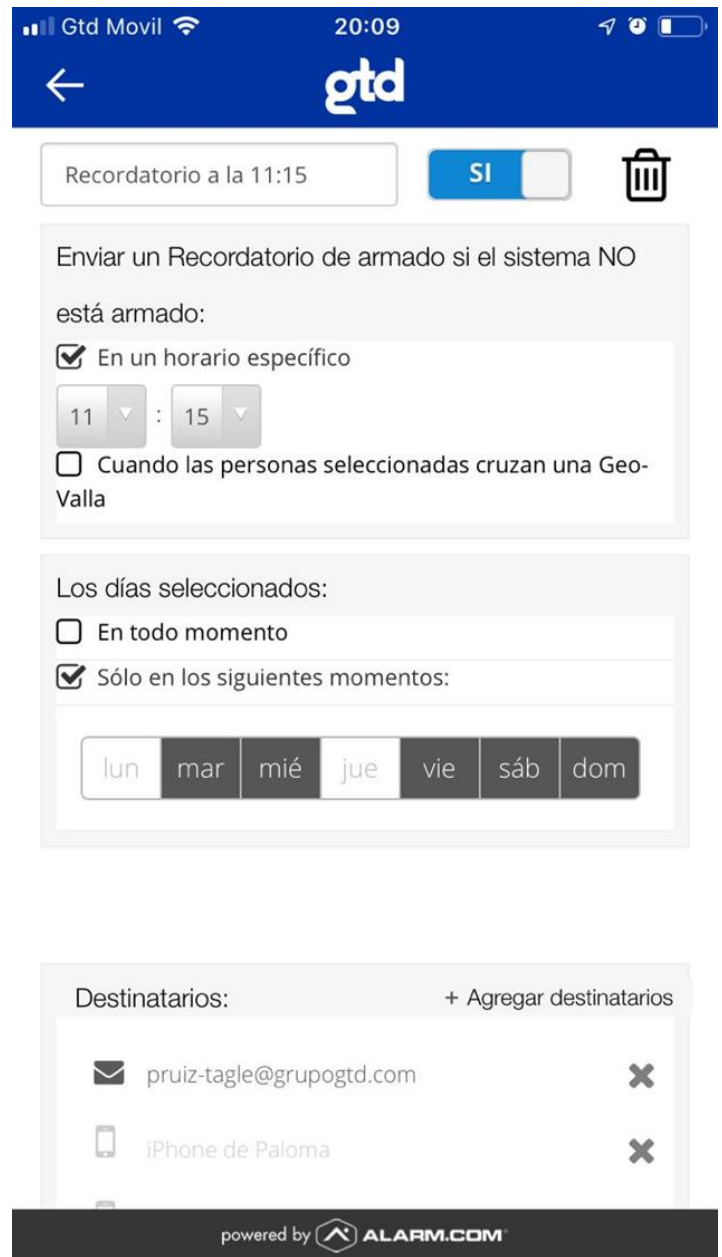 Gtd Movil 20:09
gtd
Recordatorio a la 11:15 SI
Enviar un Recordatorio de armado si el sistema NO
está armado:
En un horario específico
11 : 15
Cuando las personas seleccionadas cruzan una Geo-
Valla
Los días seleccionados:
En todo momento
Sólo en los siguientes momentos:
lun mar mié jue vie sáb dom
Destinatarios: + Agregar destinatarios
pruiz-tagle@grupogtd.com
iPhone de Paloma
powered by ALARM.COM